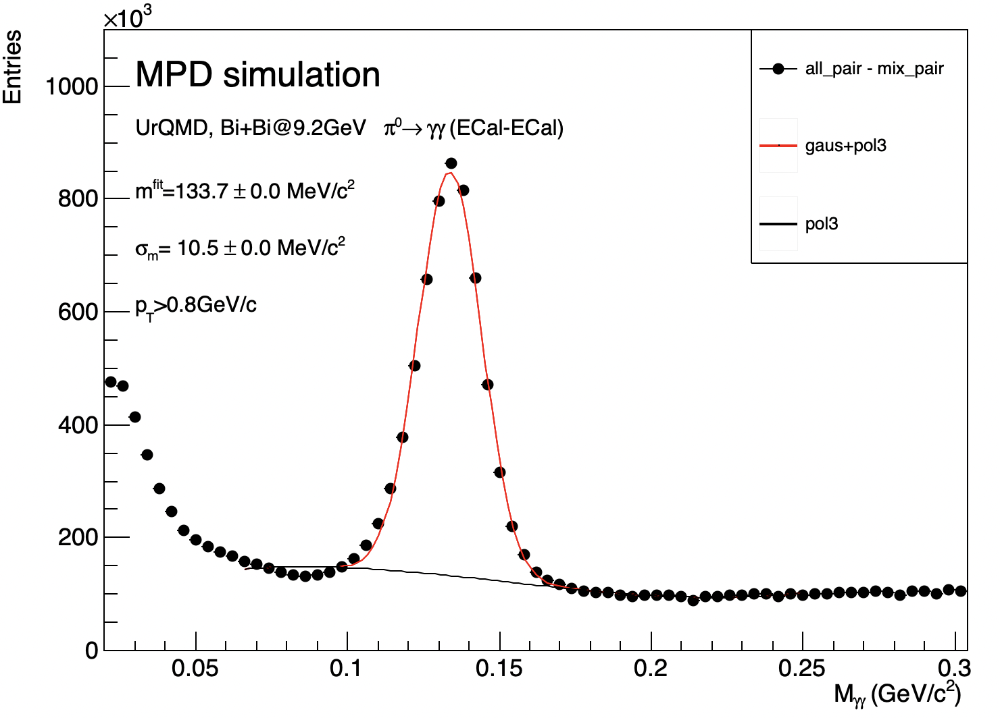 ×10³
Entries
MPD simulation
UrQMD, Bi+Bi@9.2GeV π⁰→γγ (ECal-ECal)
mᶠⁱᵗ=133.7 ± 0.0 MeV/c²
σₘ= 10.5 ± 0.0 MeV/c²
p_T>0.8GeV/c
all_pair - mix_pair
gaus+pol3
pol3
1000
800
600
400
200
0
0.05 0.1 0.15 0.2 0.25 0.3
M_γγ (GeV/c²)